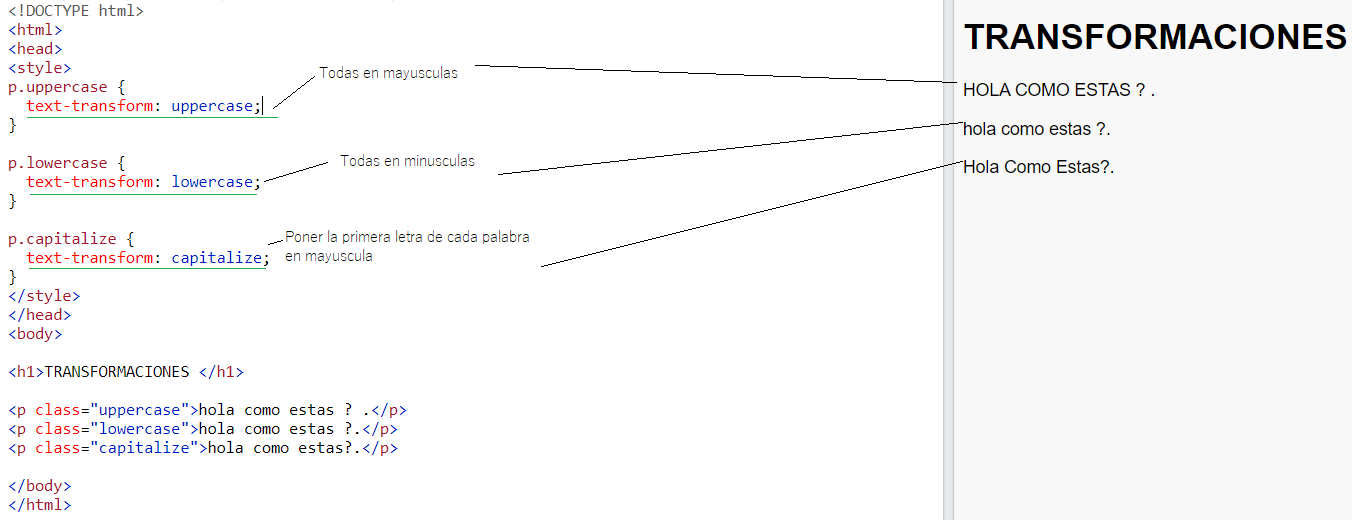 <!DOCTYPE html>
<html>
<head>
<style>
p.uppercase {
  text-transform: uppercase;
}

p.lowercase {
  text-transform: lowercase;
}

p.capitalize {
  text-transform: capitalize;
}
</style>
</head>
<body>

<h1>TRANSFORMACIONES </h1>

<p class="uppercase">hola como estas ? .</p>
<p class="lowercase">hola como estas ?.</p>
<p class="capitalize">hola como estas?.</p>

</body>
</html>
Todas en mayusculas
Todas en minusculas
Poner la primera letra de cada palabra
en mayuscula
TRANSFORMACIONES
HOLA COMO ESTAS ? .
hola como estas ?.
Hola Como Estas?.